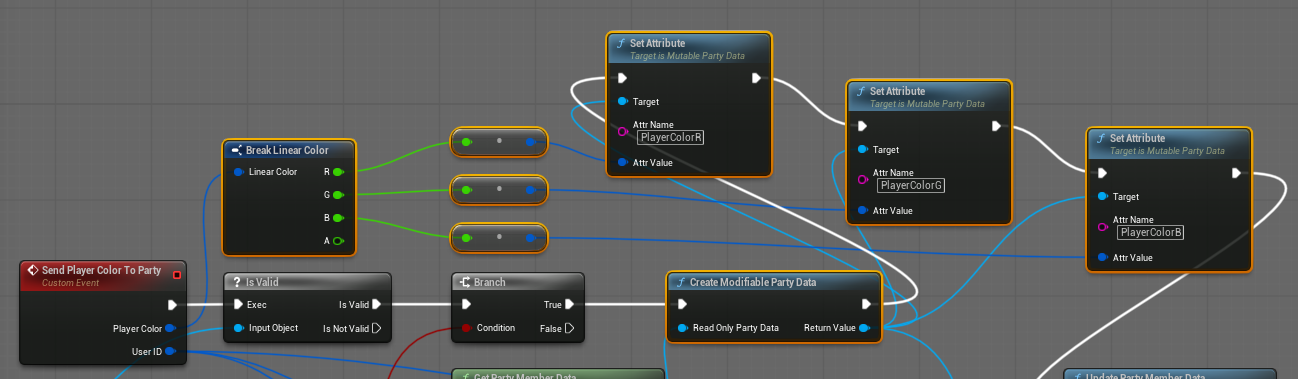 Set Attribute
Target is Mutable Party Data
Target
Attr Name
PlayerColorR
Attr Value
Set Attribute
Target is Mutable Party Data
Target
Attr Name
PlayerColorG
Attr Value
Set Attribute
Target is Mutable Party Data
Target
Attr Name
PlayerColorB
Attr Value
Break Linear Color
Linear Color R
G
B
A
Send Player Color To Party
Custom Event
Player Color
User ID
? Is Valid
Exec Is Valid
Input Object Is Not Valid
Branch
True
Condition False
Create Modifiable Party Data
Read Only Party Data Return Value
Get Party Member Data
Update Party Member Data